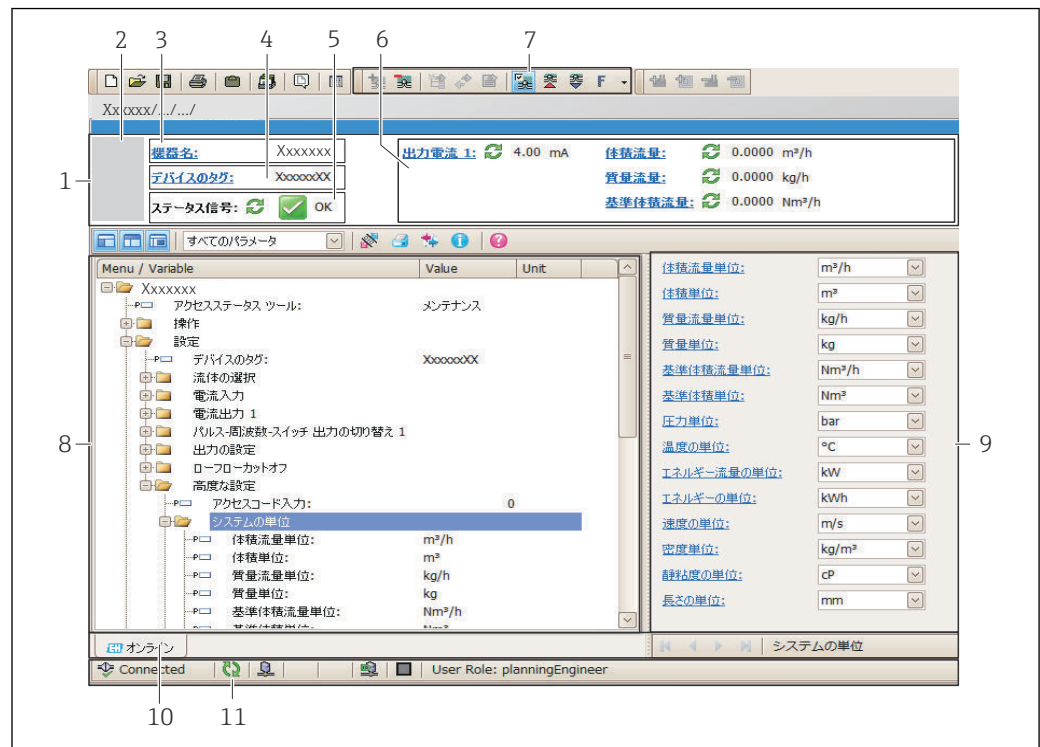 2 3 4 5 6 7
F
Xxxxxx/.../.../
1
機器名: Xxxxxxx
デバイスのタグ: XxxxxxXX
ステータス信号: OK
出力電流 1: 4.00 mA
体積流量: 0.0000 m³/h
質量流量: 0.0000 kg/h
基準体積流量: 0.0000 Nm³/h
すべてのパラメータ
8
Menu / Variable Value Unit
Xxxxxxx
アクセスステータス ツール: メンテナンス
操作
設定
デバイスのタグ: XxxxxxXX
流体の選択
電流入力
電流出力 1
パルス-周波数-スイッチ 出力の切り替え 1
出力の設定
ローフローカットオフ
高度な設定
アクセスコード入力: 0
システムの単位
体積流量単位: m³/h
体積単位: m³
質量流量単位: kg/h
質量単位: kg
基準体積流量単位: Nm³/h
体積流量単位: m³/h
体積単位: m³
質量流量単位: kg/h
質量単位: kg
基準体積流量単位: Nm³/h
基準体積単位: Nm³
圧力単位: bar
温度の単位: °C
エネルギー流量の単位: kW
エネルギーの単位: kWh
速度の単位: m/s
密度単位: kg/m³
静粘度の単位: cP
長さの単位: mm
9
オンライン
システムの単位
Connected
User Role: planningEngineer
10 11